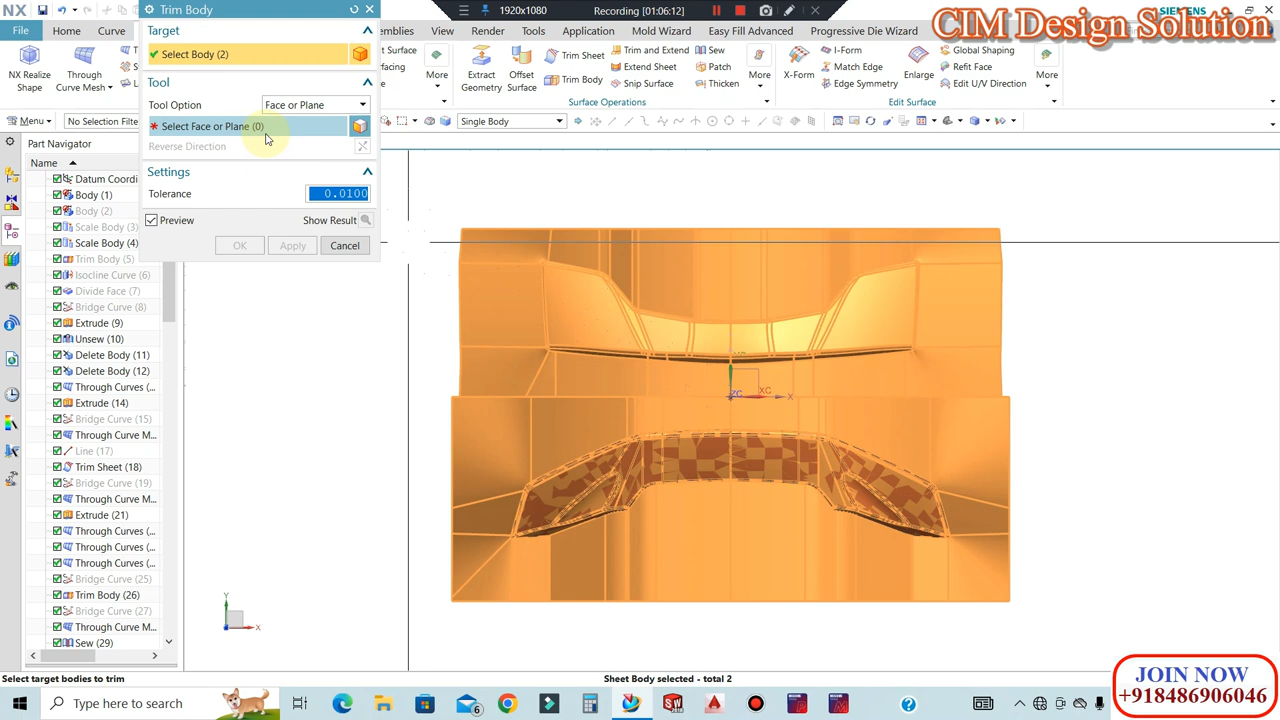 NX
Trim Body
1920x1080
Recording [01:06:12]
SIEMENS
CIM Design Solution
File
Home
Curve
emblies
View
Render
Tools
Application
Mold Wizard
Easy Fill Advanced
Progressive Die Wizard
NX Realize Shape
Through Curve Mesh
More
Extract Geometry
Offset Surface
Trim Sheet
Trim Body
Trim and Extend
Extend Sheet
Snip Surface
Sew
Patch
Thicken
More
Surface Operations
X-Form
I-Form
Match Edge
Edge Symmetry
Enlarge
Global Shaping
Refit Face
Edit U/V Direction
More
Edit Surface
Target
Select Body (2)
Tool
Tool Option
Face or Plane
* Select Face or Plane (0)
Reverse Direction
Settings
Tolerance
0.0100
Preview
Show Result
OK
Apply
Cancel
Menu
No Selection Filte
Single Body
Part Navigator
Name
Datum Coordi
Body (1)
Body (2)
Scale Body (3)
Scale Body (4)
Trim Body (5)
Isocline Curve (6)
Divide Face (7)
Bridge Curve (8)
Extrude (9)
Unsew (10)
Delete Body (11)
Delete Body (12)
Through Curves (...
Extrude (14)
Bridge Curve (15)
Through Curve M...
Line (17)
Trim Sheet (18)
Bridge Curve (19)
Through Curve M...
Extrude (21)
Through Curves (...
Through Curves (...
Through Curves (...
Bridge Curve (25)
Trim Body (26)
Bridge Curve (27)
Through Curve M...
Sew (29)
ZC
XC
X
Y
X
Select target bodies to trim
Sheet Body selected - total 2
Type here to search
6
JOIN NOW
+918486906046